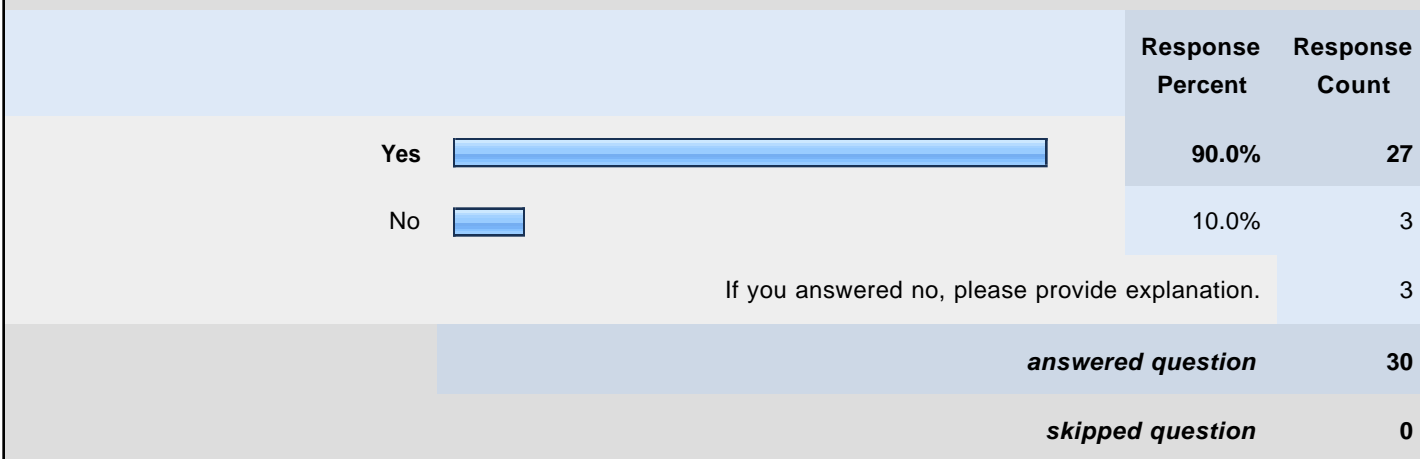 Response Percent Response Count
Yes 90.0% 27
No 10.0% 3
If you answered no, please provide explanation. 3
answered question 30
skipped question 0